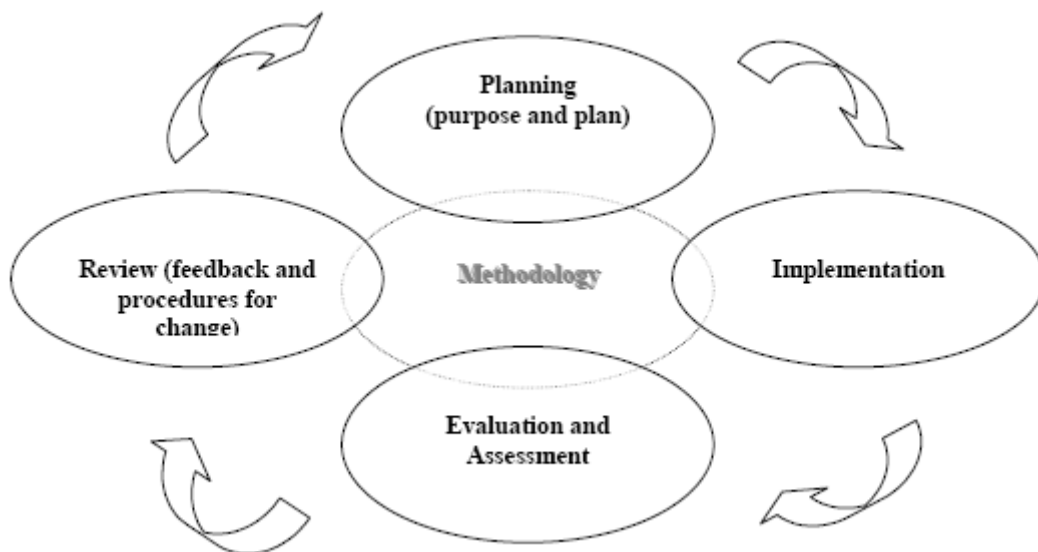 Planning
(purpose and plan)
Review (feedback and
procedures for
change)
Methodology
Implementation
Evaluation and
Assessment